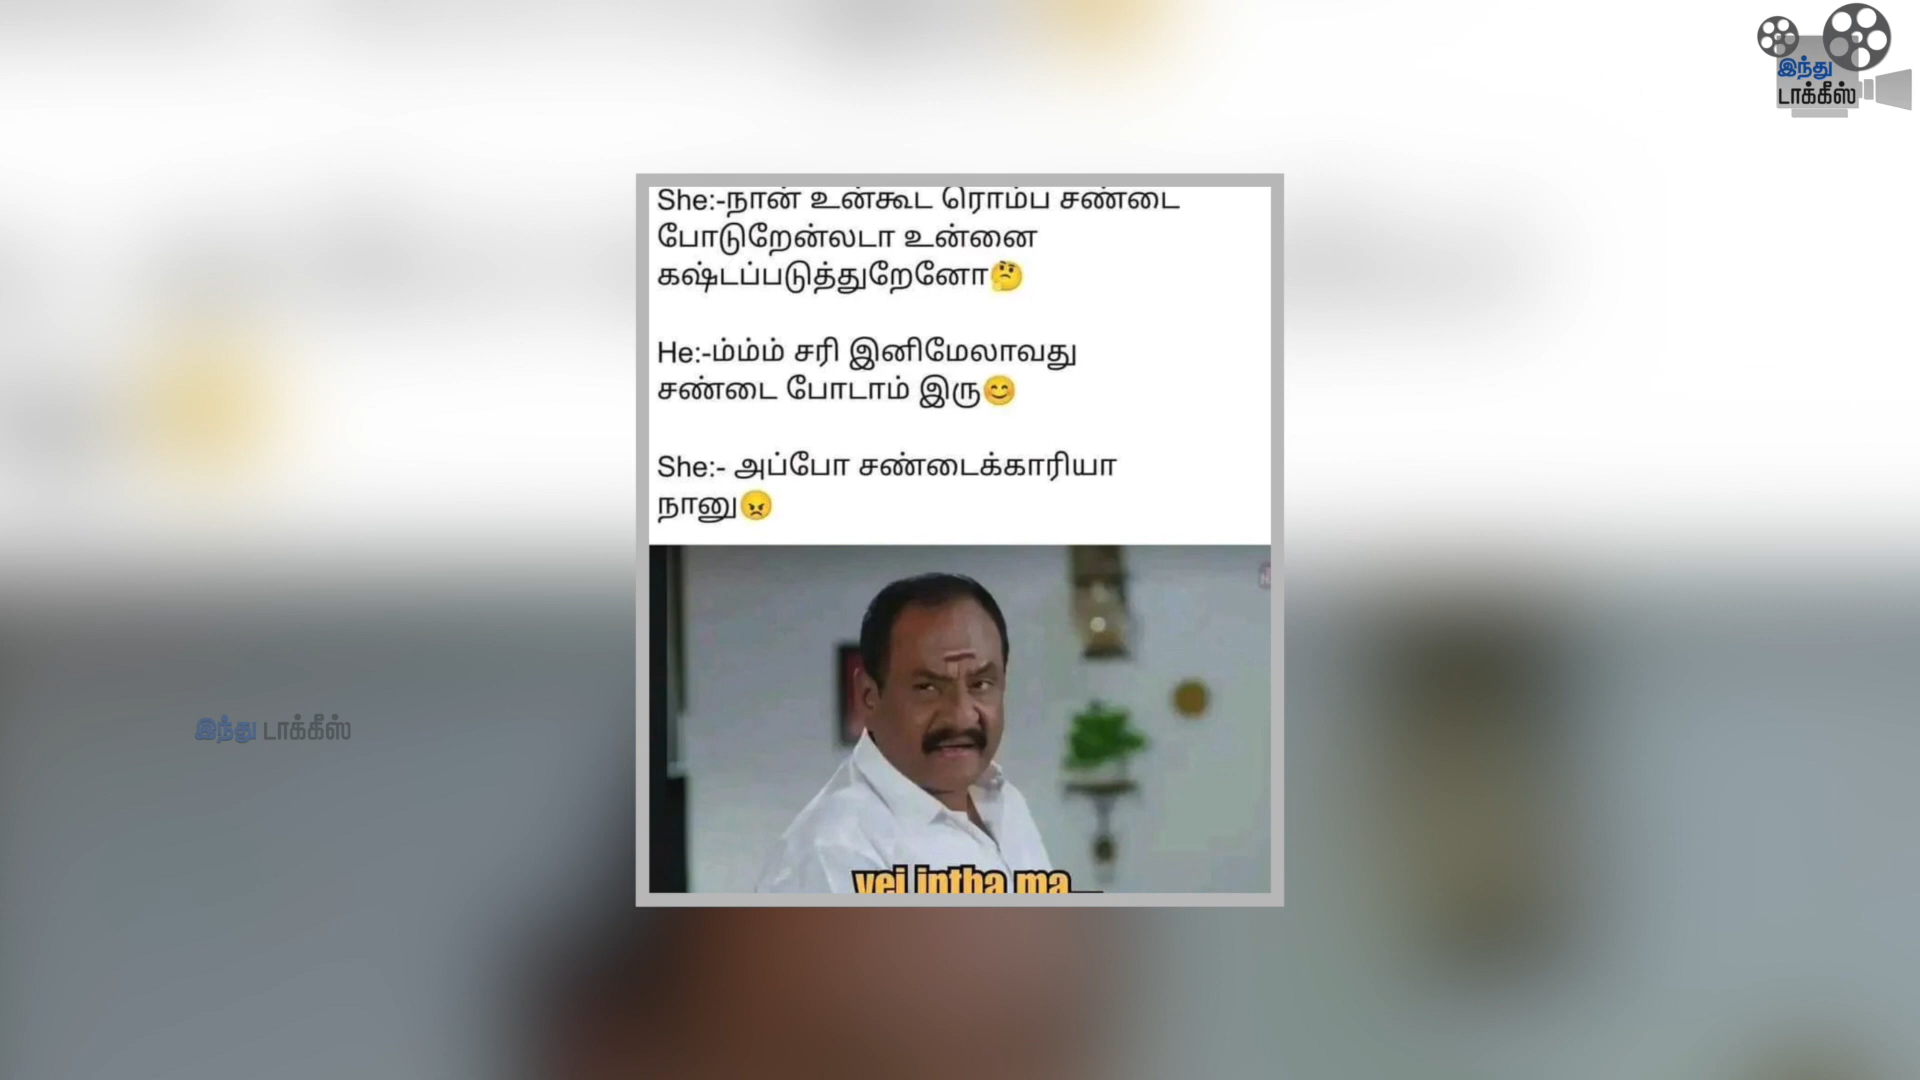 இந்து
டாக்கீஸ்
She:-நான் உன்கூட ரொம்ப சண்டை
போடுறேன்லடா உன்னை
கஷ்டப்படுத்துறேனோ🤔
He:-ம்ம்ம் சரி இனிமேலாவது
சண்டை போடாம் இரு😊
She:- அப்போ சண்டைக்காரியா
நானு😠
இந்து டாக்கீஸ்
yei intha ma....